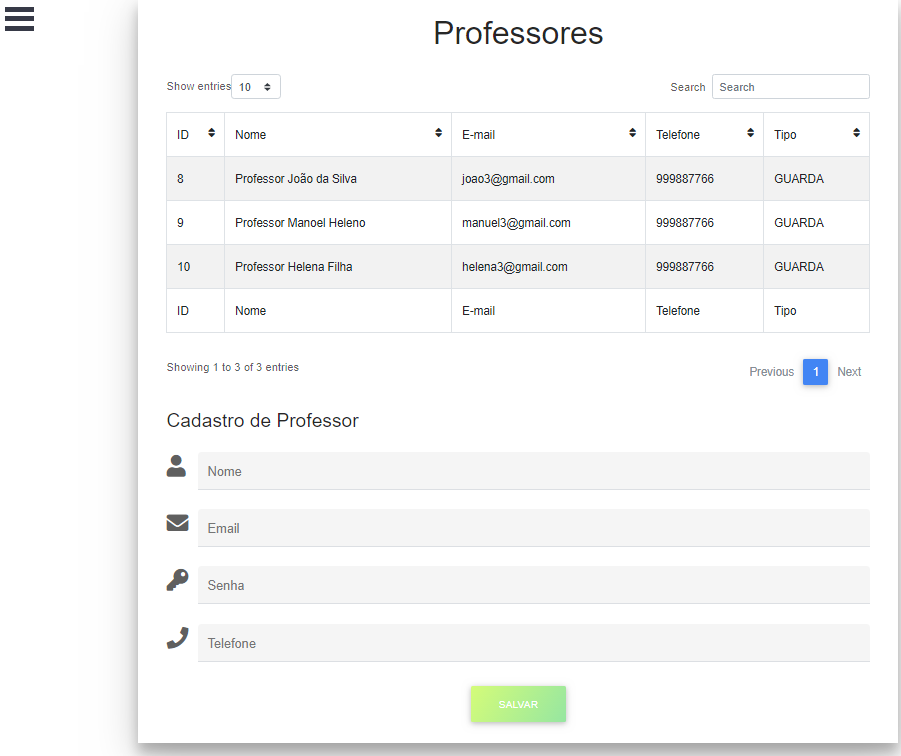 Professores
Show entries 10 Search Search
ID Nome E-mail Telefone Tipo
8 Professor João da Silva joao3@gmail.com 999887766 GUARDA
9 Professor Manoel Heleno manuel3@gmail.com 999887766 GUARDA
10 Professor Helena Filha helena3@gmail.com 999887766 GUARDA
ID Nome E-mail Telefone Tipo
Showing 1 to 3 of 3 entries Previous 1 Next
Cadastro de Professor
Nome
Email
Senha
Telefone
SALVAR